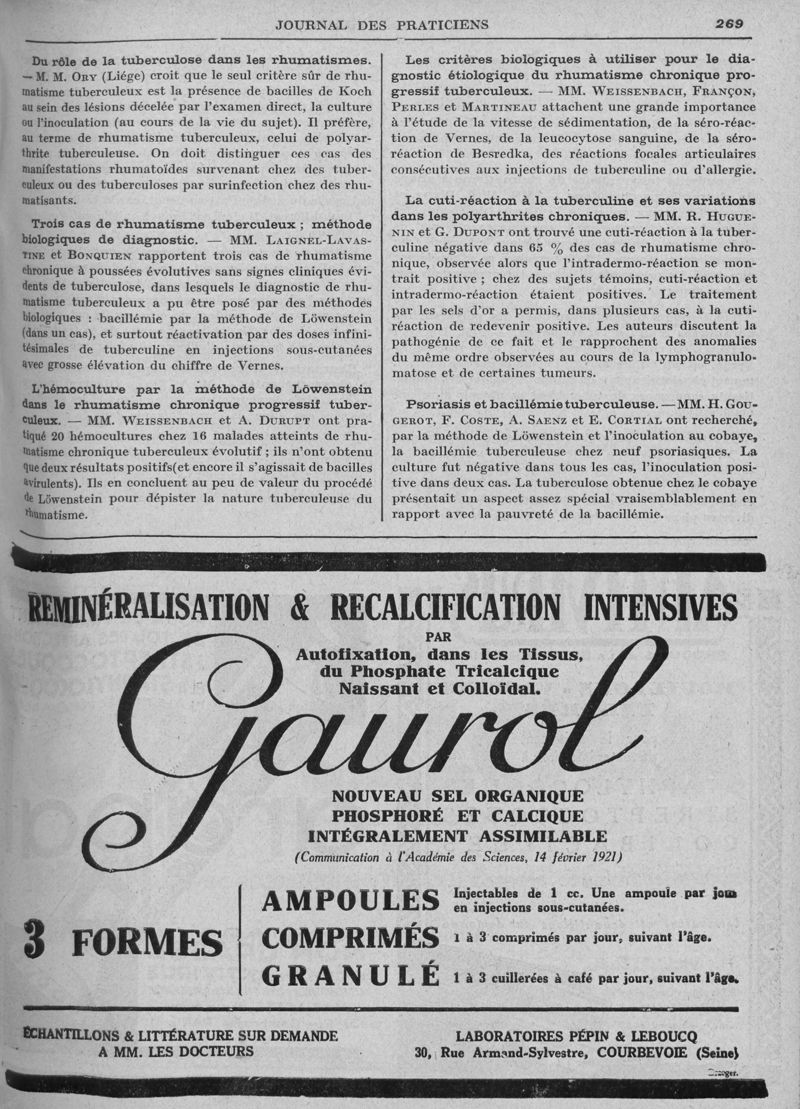 JOURNAL DES PRATICIENS 269
Du rôle de la tuberculose dans les rhumatismes.
— M. M. ORY (Liége) croit que le seul critère sûr de rhu-
matisme tuberculeux est la présence de bacilles de Koch
au sein des lésions décelée par l'examen direct, la culture
ou l'inoculation (au cours de la vie du sujet). Il préfère,
au terme de rhumatisme tuberculeux, celui de polyar-
thrite tuberculeuse. On doit distinguer ces cas des
manifestations rhumatoïdes survenant chez des tuber-
culeux ou des tuberculoses par surinfection chez des rhu-
matisants.
Trois cas de rhumatisme tuberculeux ; méthode
biologiques de diagnostic. — MM. LAIGNEL-LAVAS-
TINE et BONQUIEN rapportent trois cas de rhumatisme
chronique à poussées évolutives sans signes cliniques évi-
dents de tuberculose, dans lesquels le diagnostic de rhu-
matisme tuberculeux a pu être posé par des méthodes
biologiques : bacillémie par la méthode de Löwenstein
(dans un cas), et surtout réactivation par des doses infini-
tésimales de tuberculine en injections sous-cutanées
avec grosse élévation du chiffre de Vernes.
L'hémoculture par la méthode de Löwenstein
dans le rhumatisme chronique progressif tuber-
culeux. — MM. WEISSENBACH et A. DURUPT ont pra-
tiqué 20 hémocultures chez 16 malades atteints de rhu-
matisme chronique tuberculeux évolutif ; ils n'ont obtenu
que deux résultats positifs(et encore il s'agissait de bacilles
avirulents). Ils en concluent au peu de valeur du procédé
de Löwenstein pour dépister la nature tuberculeuse du
rhumatisme.
Les critères biologiques à utiliser pour le dia-
gnostic étiologique du rhumatisme chronique pro-
gressif tuberculeux. — MM. WEISSENBACH, FRANÇON,
PERLES et MARTINEAU attachent une grande importance
à l'étude de la vitesse de sédimentation, de la séro-réac-
tion de Vernes, de la leucocytose sanguine, de la séro-
réaction de Besredka, des réactions focales articulaires
consécutives aux injections de tuberculine ou d'allergie.
La cuti-réaction à la tuberculine et ses variations
dans les polyarthrites chroniques. — MM. R. HUGUE-
NIN et G. DUPONT ont trouvé une cuti-réaction à la tuber-
culine négative dans 65 % des cas de rhumatisme chro-
nique, observée alors que l'intradermo-réaction se mon-
trait positive ; chez des sujets témoins, cuti-réaction et
intradermo-réaction étaient positives. Le traitement
par les sels d'or a permis, dans plusieurs cas, à la cuti-
réaction de redevenir positive. Les auteurs discutent la
pathogénie de ce fait et le rapprochent des anomalies
du même ordre observées au cours de la lymphogranulo-
matose et de certaines tumeurs.
Psoriasis et bacillémie tuberculeuse. — MM. H. GOU-
GEROT, F. COSTE, A. SAENZ et E. CORTIAL ont recherché,
par la méthode de Löwenstein et l'inoculation au cobaye,
la bacillémie tuberculeuse chez neuf psoriasiques. La
culture fut négative dans tous les cas, l'inoculation posi-
tive dans deux cas. La tuberculose obtenue chez le cobaye
présentait un aspect assez spécial vraisemblablement en
rapport avec la pauvreté de la bacillémie.
REMINÉRALISATION & RECALCIFICATION INTENSIVES
PAR
Autofixation, dans les Tissus,
du Phosphate Tricalcique
Naissant et Colloïdal.
Gaurol
NOUVEAU SEL ORGANIQUE
PHOSPHORÉ ET CALCIQUE
INTÉGRALEMENT ASSIMILABLE
(Communication à l'Académie des Sciences, 14 février 1921)
3 FORMES
AMPOULES Injectables de 1 cc. Une ampoule par jour
en injections sous-cutanées.
COMPRIMÉS 1 à 3 comprimés par jour, suivant l'âge.
GRANULÉ 1 à 3 cuillerées à café par jour, suivant l'âge.
ÉCHANTILLONS & LITTÉRATURE SUR DEMANDE
A MM. LES DOCTEURS
LABORATOIRES PÉPIN & LEBOUCQ
30, Rue Armand-Sylvestre, COURBEVOIE (Seine)